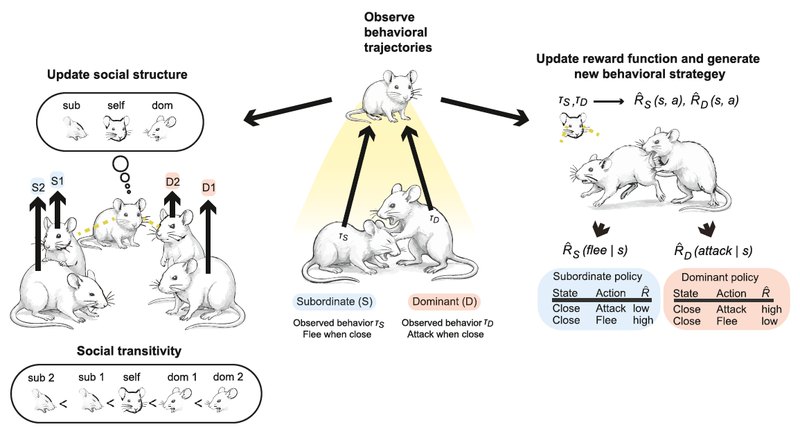 Observe
behavioral
trajectories
Update social structure
sub self dom
S2 S1 D2 D1
Social transitivity
sub 2 sub 1 self dom 1 dom 2
< < < <
τS
τD
Subordinate (S) Dominant (D)
Observed behavior τS
Flee when close
Observed behavior τD
Attack when close
Update reward function and generate
new behavioral strategey
τS,τD R̂S (s, a), R̂D (s, a)
R̂S (flee | s) R̂D (attack | s)
Subordinate policy
State Action R̂
Close Attack low
Close Flee high
Dominant policy
State Action R̂
Close Attack high
Close Flee low